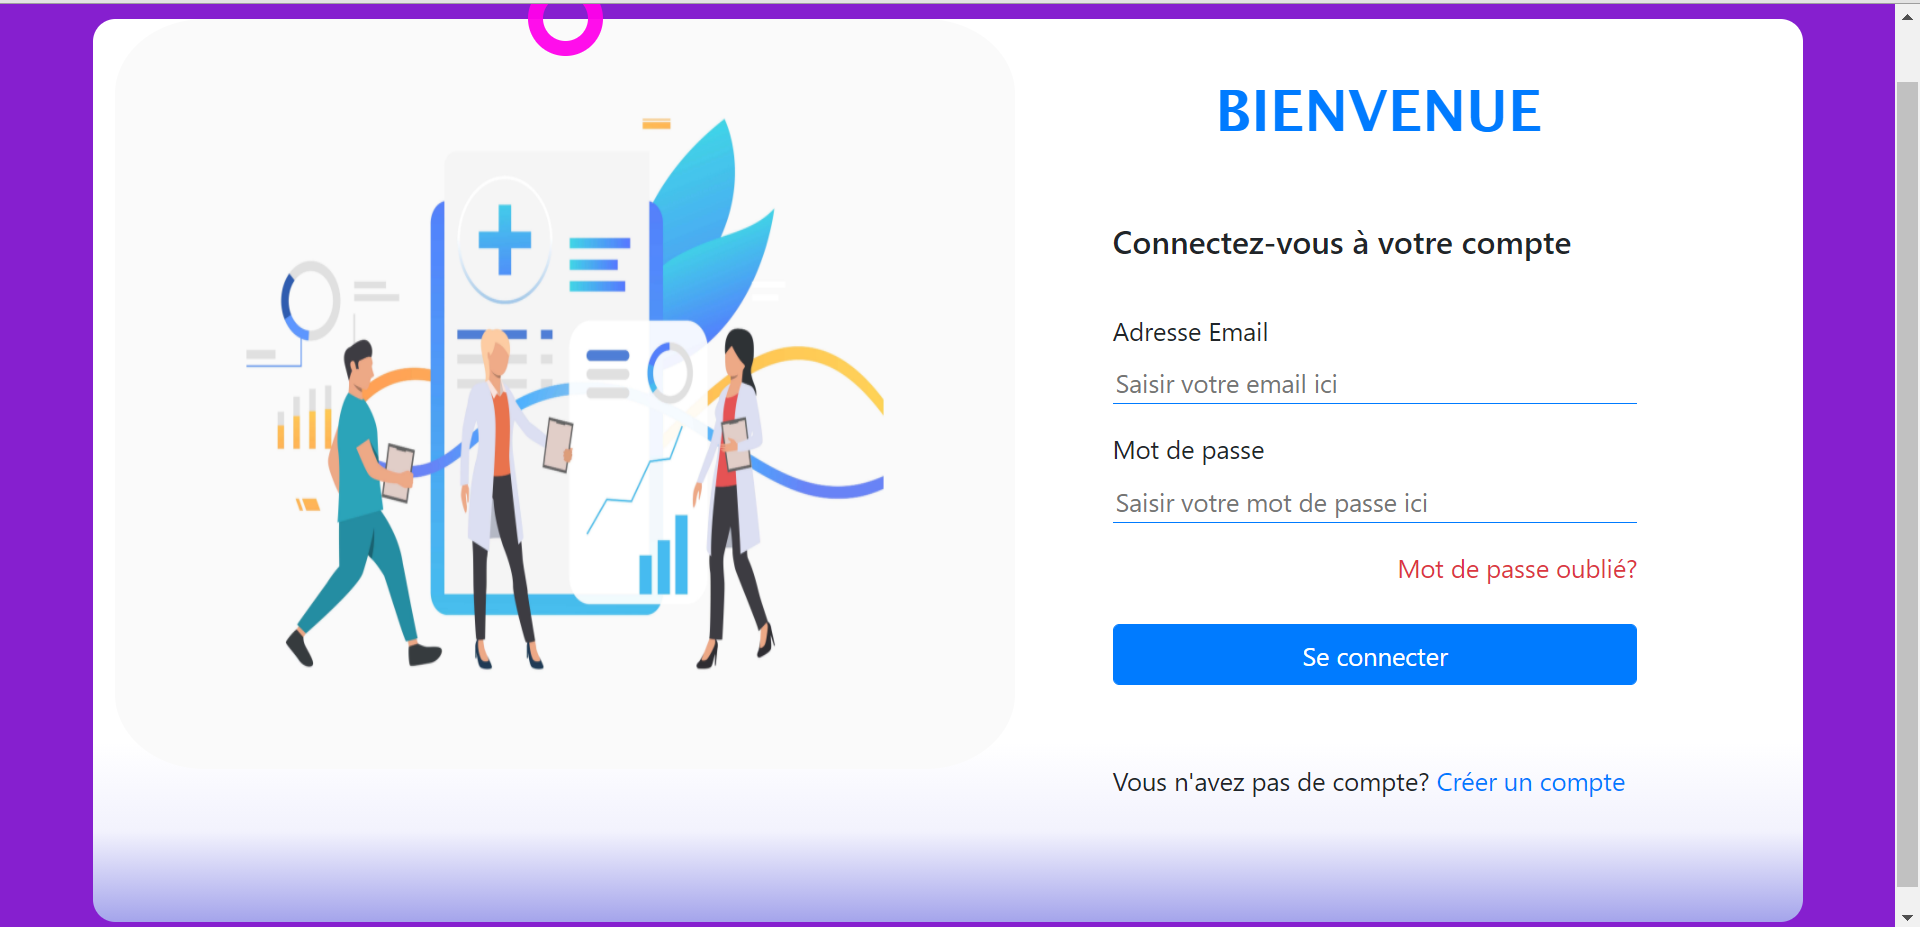 BIENVENUE
Connectez-vous à votre compte
Adresse Email
Saisir votre email ici
Mot de passe
Saisir votre mot de passe ici
Mot de passe oublié?
Se connecter
Vous n'avez pas de compte? Créer un compte